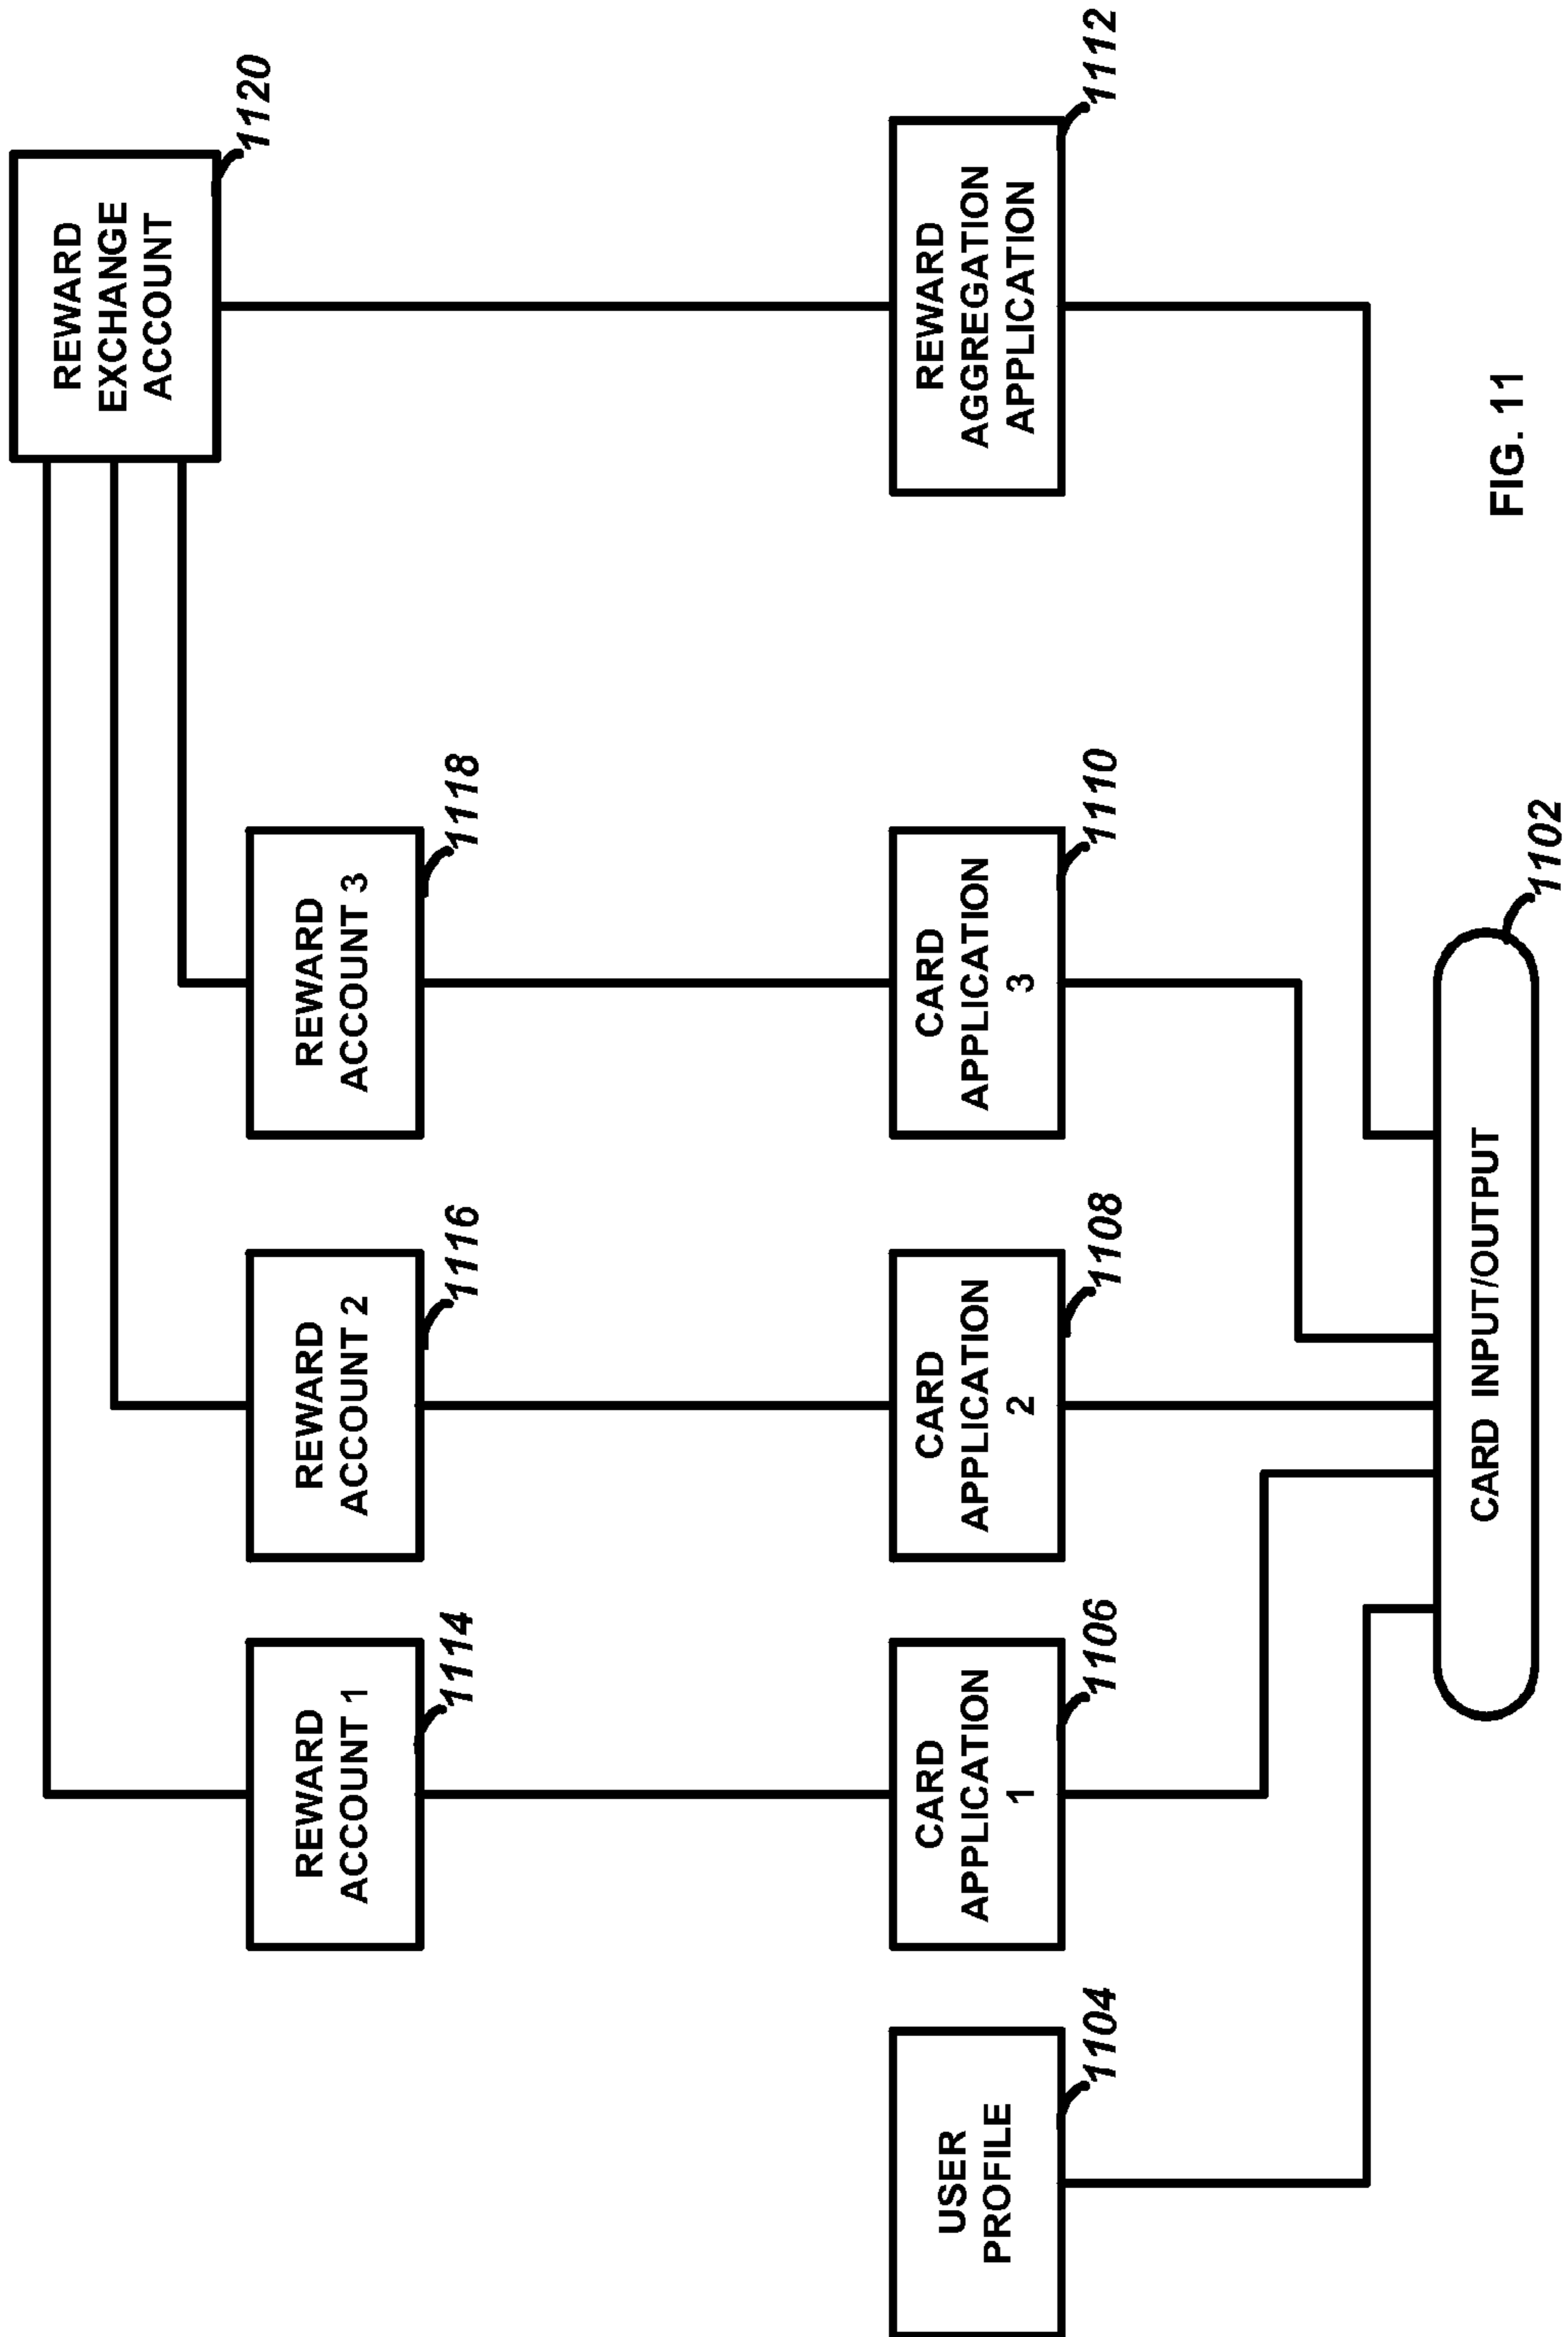 REWARD
EXCHANGE
ACCOUNT
1120
REWARD
ACCOUNT 1
1114
REWARD
ACCOUNT 2
1116
REWARD
ACCOUNT 3
1118
USER
PROFILE
1104
CARD
APPLICATION
1
1106
CARD
APPLICATION
2
1108
CARD
APPLICATION
3
1110
REWARD
AGGREGATION
APPLICATION
1112
CARD INPUT/OUTPUT
1102
FIG. 11